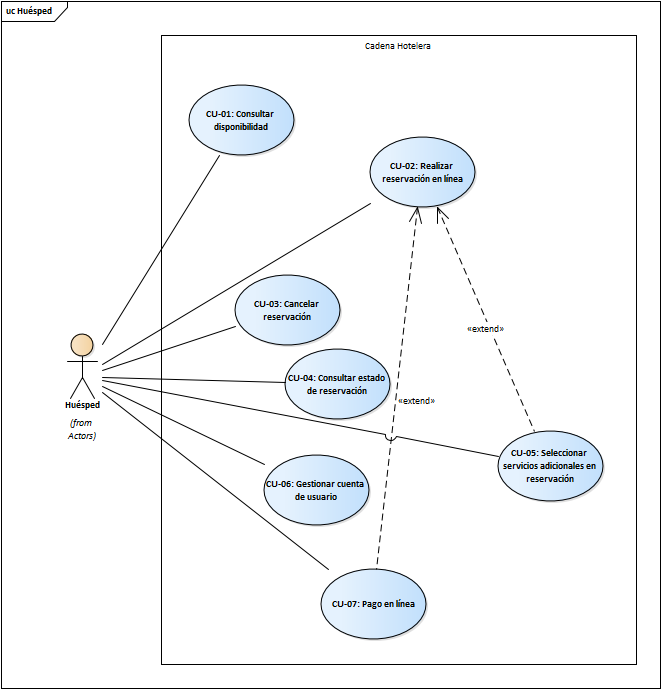 uc Huésped
Cadena Hotelera
CU-01: Consultar
disponibilidad
CU-02: Realizar
reservación en línea
CU-03: Cancelar
reservación
«extend»
CU-04: Consultar estado
de reservación
«extend»
Huésped
(from
Actors)
CU-05: Seleccionar
servicios adicionales en
reservación
CU-06: Gestionar cuenta
de usuario
CU-07: Pago en línea